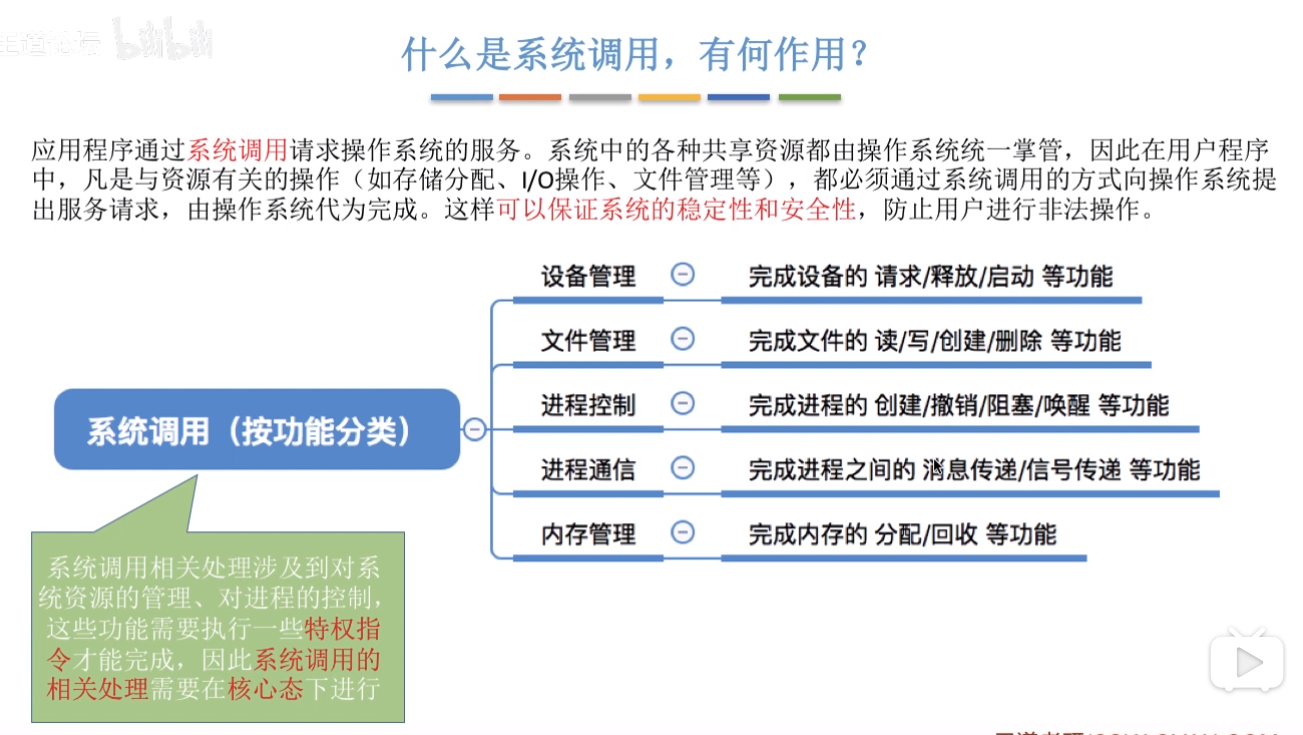 王道论坛 bilibili
什么是系统调用，有何作用？
应用程序通过系统调用请求操作系统的服务。系统中的各种共享资源都由操作系统统一掌管，因此在用户程序
中，凡是与资源有关的操作（如存储分配、I/O操作、文件管理等），都必须通过系统调用的方式向操作系统提
出服务请求，由操作系统代为完成。这样可以保证系统的稳定性和安全性，防止用户进行非法操作。
设备管理 完成设备的 请求/释放/启动 等功能
文件管理 完成文件的 读/写/创建/删除 等功能
系统调用（按功能分类）
进程控制 完成进程的 创建/撤销/阻塞/唤醒 等功能
进程通信 完成进程之间的 消息传递/信号传递 等功能
内存管理 完成内存的 分配/回收 等功能
系统调用相关处理涉及到对系
统资源的管理、对进程的控制，
这些功能需要执行一些特权指
令才能完成，因此系统调用的
相关处理需要在核心态下进行